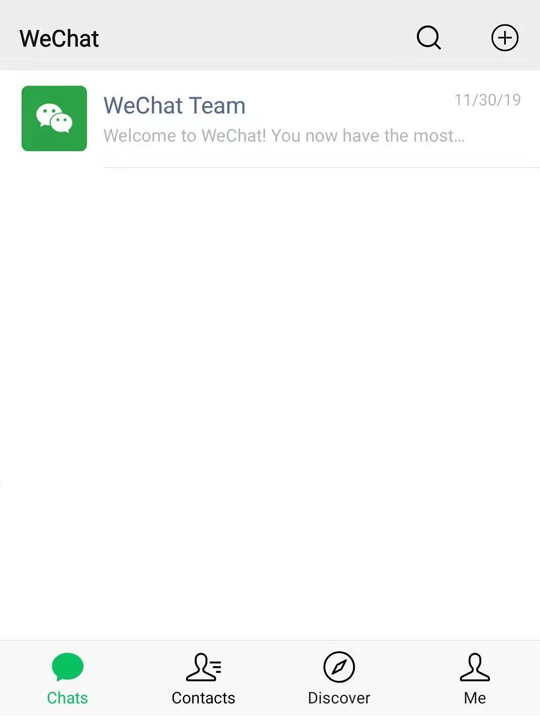 WeChat
WeChat Team
11/30/19
Welcome to WeChat! You now have the most...
Chats
Contacts
Discover
Me